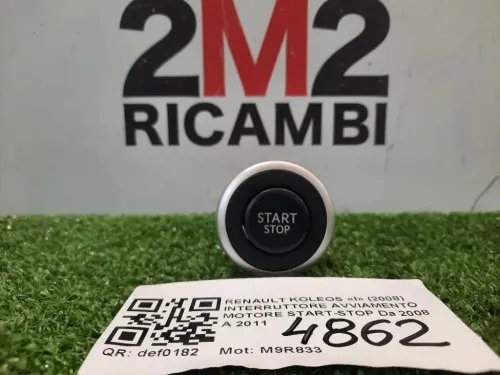 2M2
RICAMBI
START
STOP
RENAULT KOLEOS «I» (2008)
INTERRUTTORE AVVIAMENTO
MOTORE START-STOP Da 2008
A 2011
4862
QR: def0182 Mot: M9R833